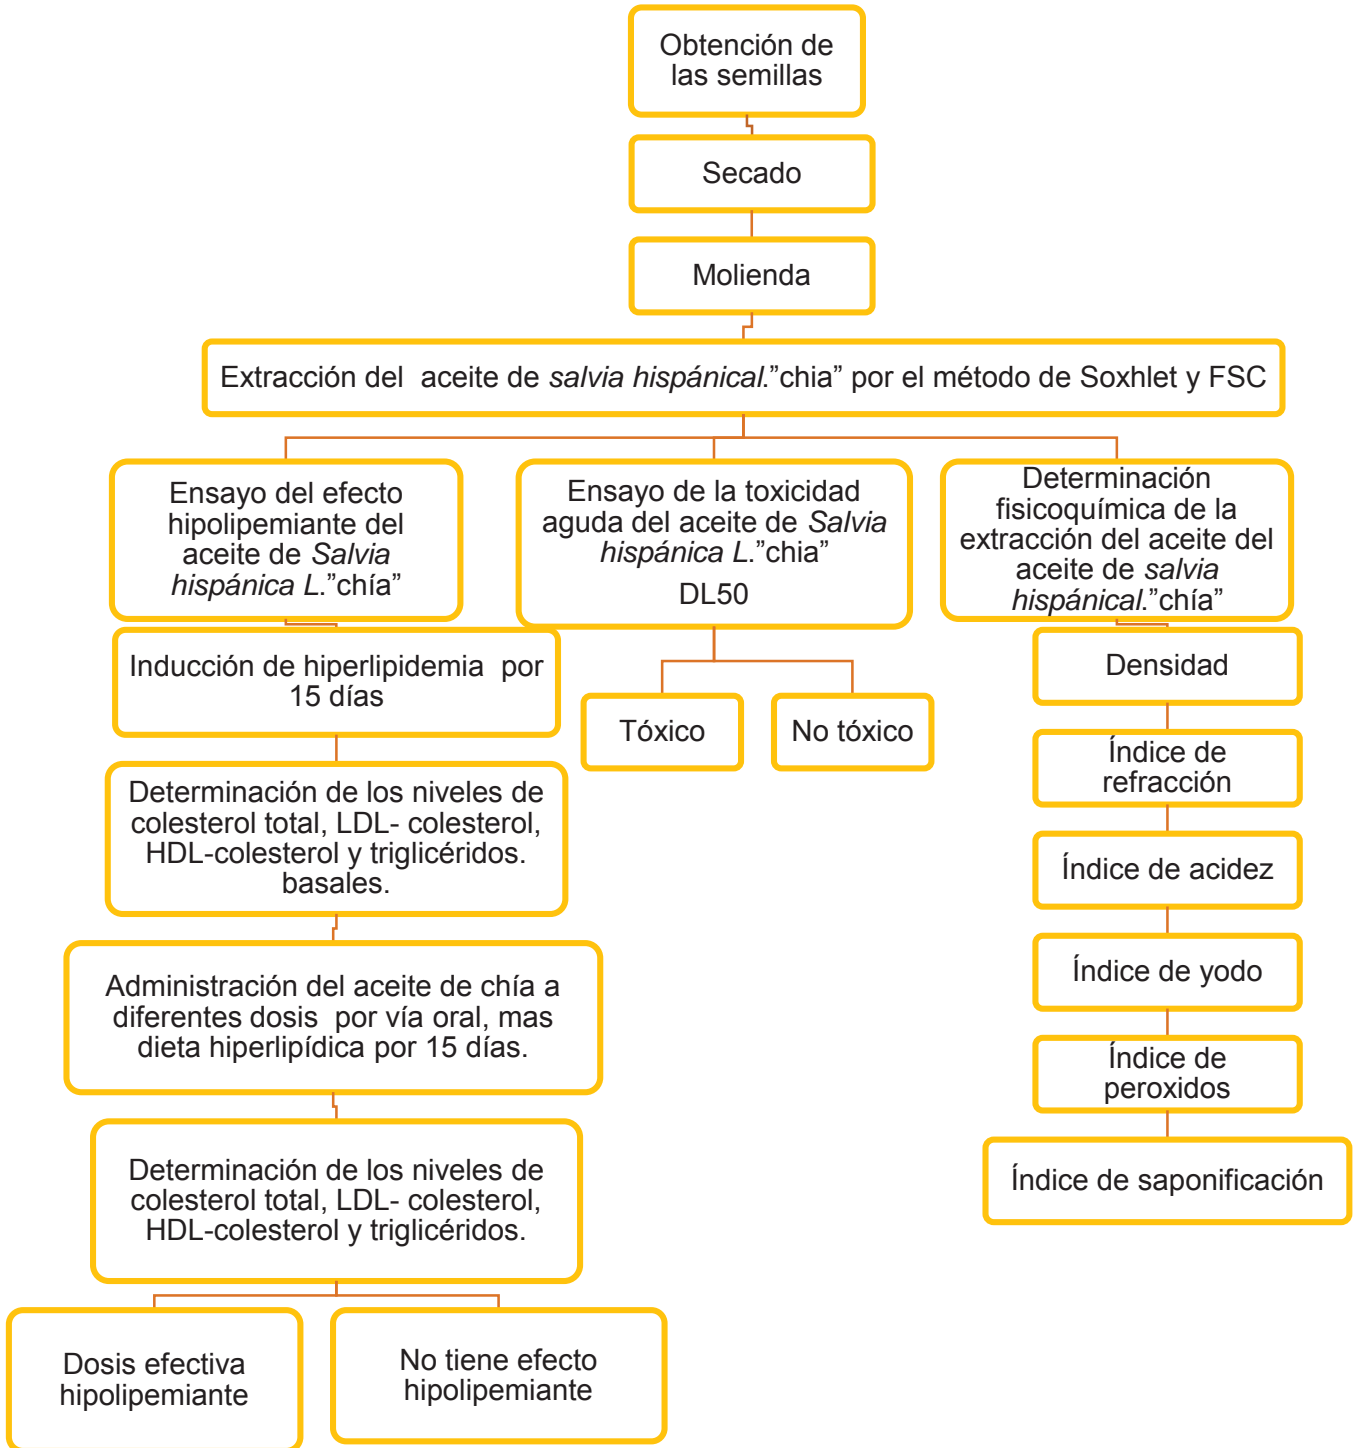 Obtención de
las semillas
Secado
Molienda
Extracción del  aceite de salvia hispánical.”chia” por el método de Soxhlet y FSC
Ensayo del efecto
hipolipemiante del
aceite de Salvia
hispánica L.”chía”
Inducción de hiperlipidemia  por
15 días
Determinación de los niveles de
colesterol total, LDL- colesterol,
HDL-colesterol y triglicéridos.
basales.
Administración del aceite de chía a
diferentes dosis  por vía oral, mas
dieta hiperlipídica por 15 días.
Determinación de los niveles de
colesterol total, LDL- colesterol,
HDL-colesterol y triglicéridos.
Dosis efectiva
hipolipemiante
No tiene efecto
hipolipemiante
Ensayo de la toxicidad
aguda del aceite de Salvia
hispánica L.”chia”
DL50
Tóxico
No tóxico
Determinación
fisicoquímica de la
extracción del aceite del
aceite de salvia
hispánical.”chía”
Densidad
Índice de
refracción
Índice de acidez
Índice de yodo
Índice de
peroxidos
Índice de saponificación